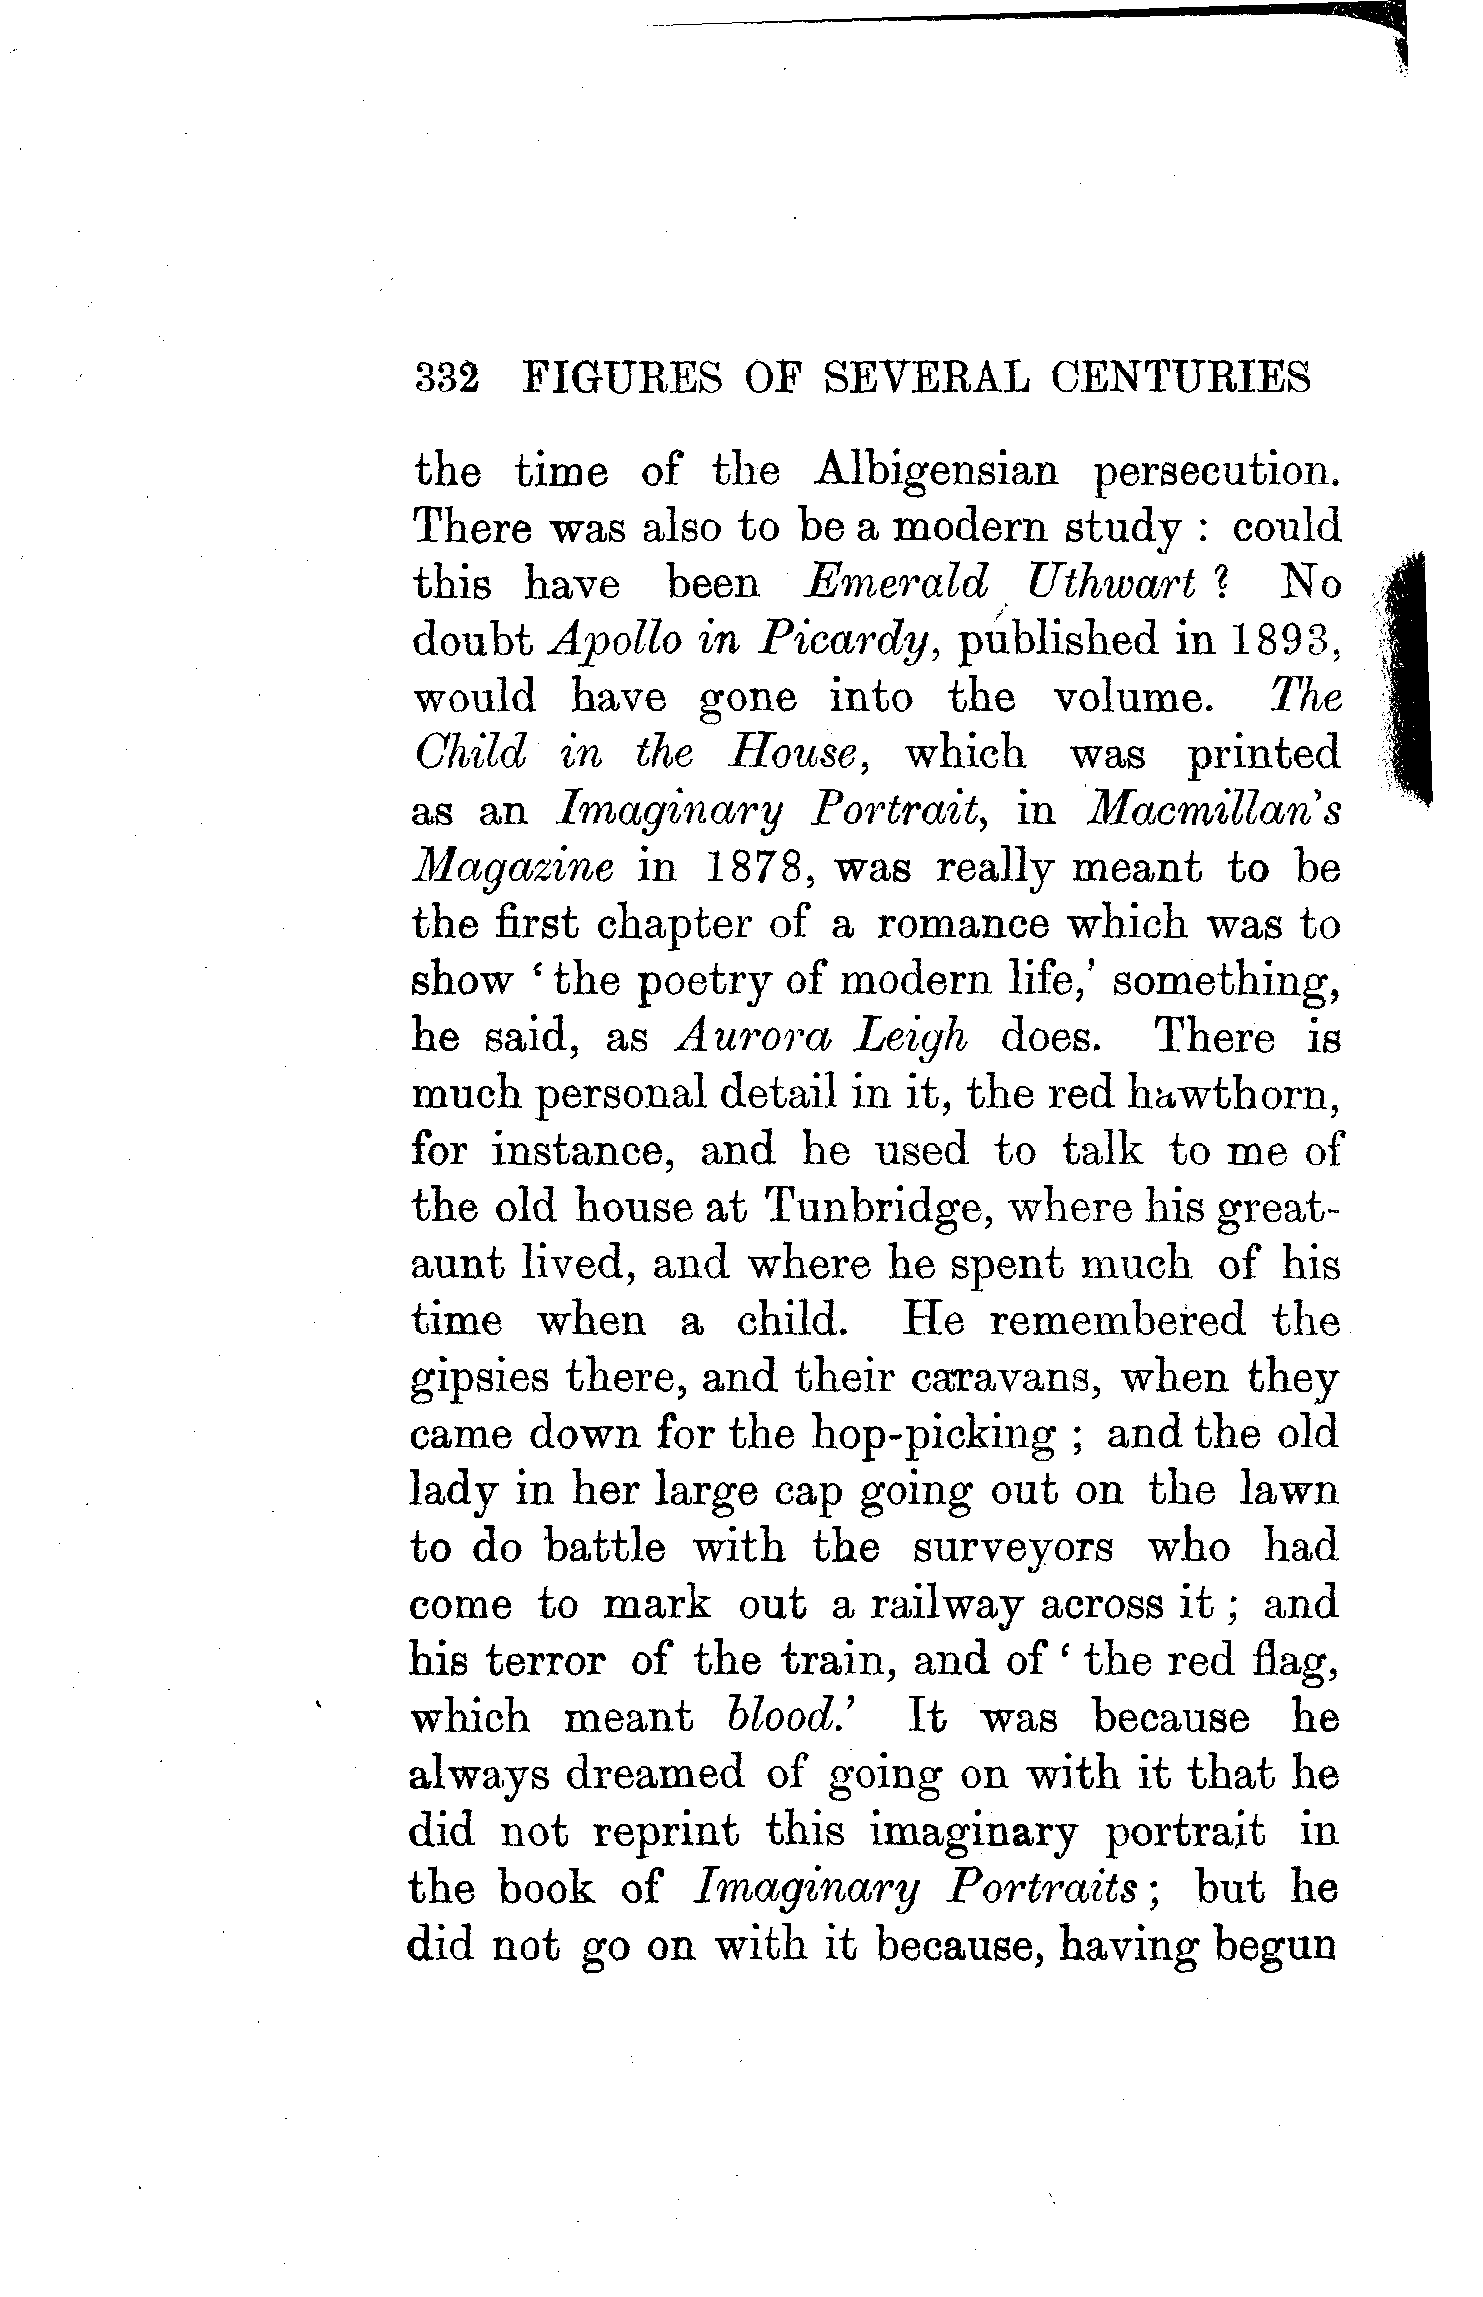 332 FIGURES OF SEVERAL CENTURIES
the time of the Albigensian persecution.
There was also to be a modern study : could
this have been Emerald Uthwart ? No
doubt Apollo in Picardy, published in 1893,
would have gone into the volume. The
Child in the House, which was printed
as an Imaginary Portrait, in Macmillan's
Magazine in 1878, was really meant to be
the first chapter of a romance which was to
show ‘the poetry of modern life,’ something,
he said, as Aurora Leigh does. There is
much personal detail in it, the red hawthorn,
for instance, and he used to talk to me of
the old house at Tunbridge, where his great-
aunt lived, and where he spent much of his
time when a child. He remembered the
gipsies there, and their caravans, when they
came down for the hop-picking ; and the old
lady in her large cap going out on the lawn
to do battle with the surveyors who had
come to mark out a railway across it ; and
his terror of the train, and of ‘the red flag,
which meant blood.’ It was because he
always dreamed of going on with it that he
did not reprint this imaginary portrait in
the book of Imaginary Portraits ; but he
did not go on with it because, having begun